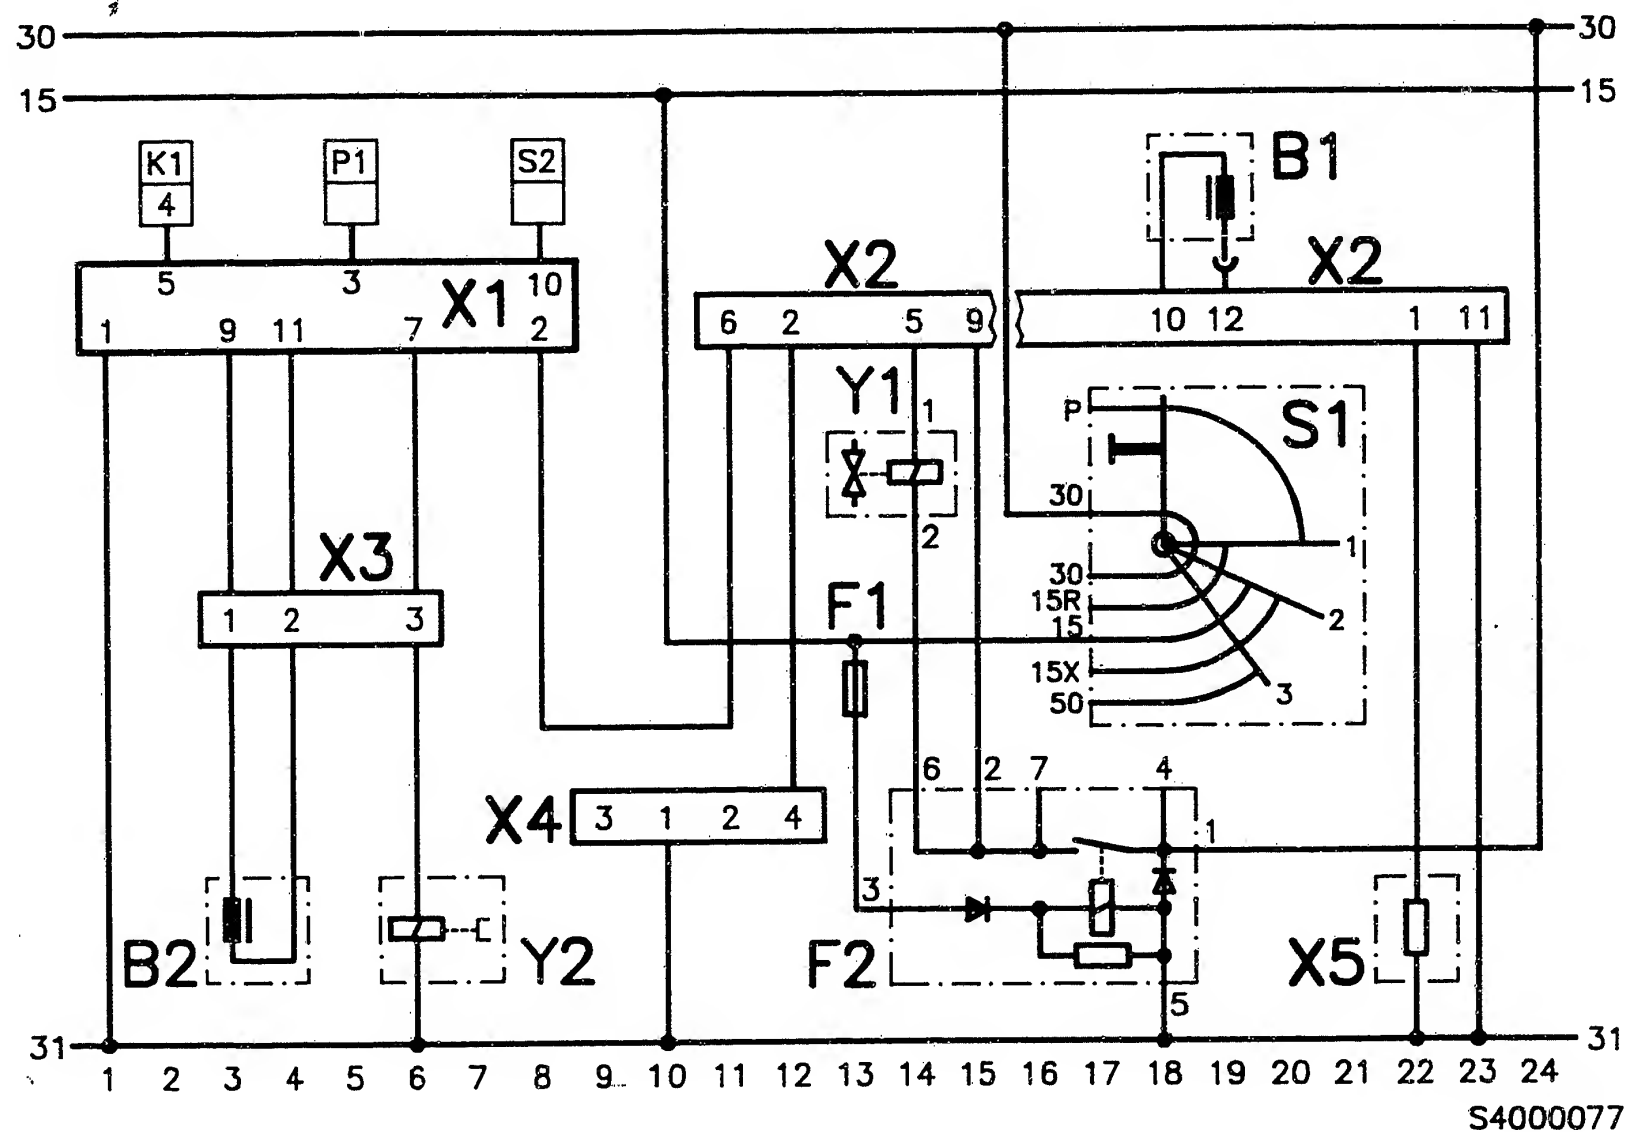 30 30
15 15
K1 P1 S2 B1
4
X2 X2
5 3 X1 10
1 9 11 7 2
6 2 5 9 10 12 1 11
Y1 1 P S1
30
2
X3 1
30
F1 15R
1 2 3 15 2
15X
3
50
6 2 7 4
X4 3 1 2 4
1
3
B2 Y2 F2 X5
5
31 31
1 2 3 4 5 6 7 8 9 10 11 12 13 14 15 16 17 18 19 20 21 22 23 24
S4000077